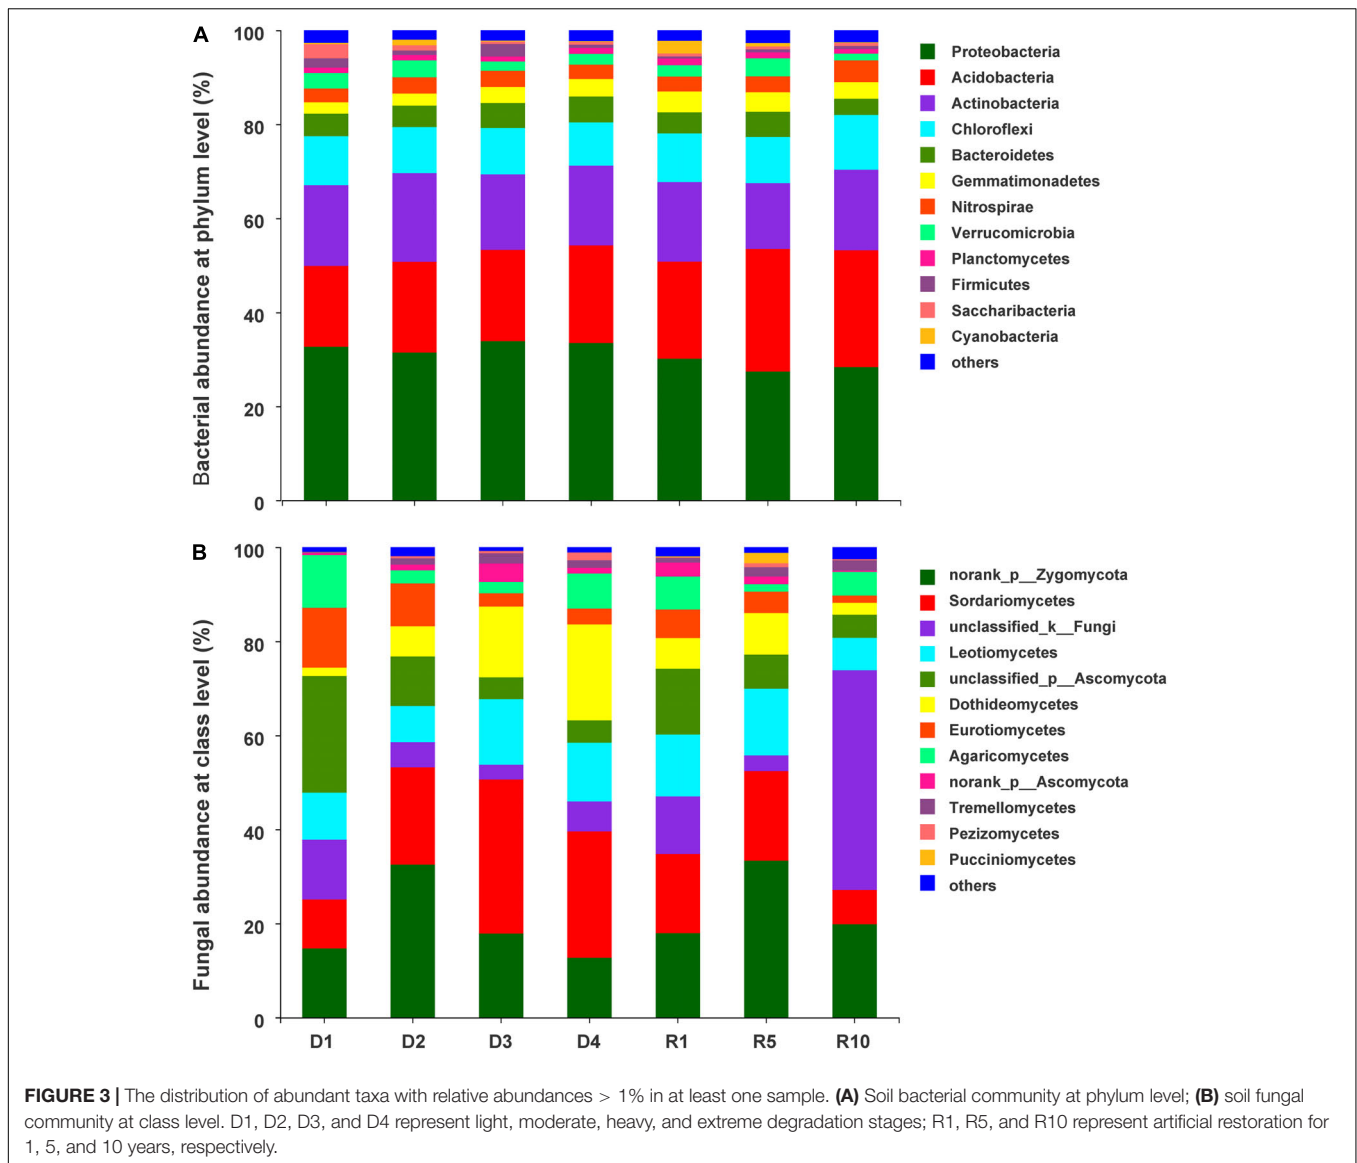 A
Bacterial abundance at phylum level (%)
100
80
60
40
20
0
Proteobacteria
Acidobacteria
Actinobacteria
Chloroflexi
Bacteroidetes
Gemmatimonadetes
Nitrospirae
Verrucomicrobia
Planctomycetes
Firmicutes
Saccharibacteria
Cyanobacteria
others
B
Fungal abundance at class level (%)
100
80
60
40
20
0
D1 D2 D3 D4 R1 R5 R10
norank_p__Zygomycota
Sordariomycetes
unclassified_k__Fungi
Leotiomycetes
unclassified_p__Ascomycota
Dothideomycetes
Eurotiomycetes
Agaricomycetes
norank_p__Ascomycota
Tremellomycetes
Pezizomycetes
Pucciniomycetes
others
FIGURE 3 | The distribution of abundant taxa with relative abundances > 1% in at least one sample. (A) Soil bacterial community at phylum level; (B) soil fungal
community at class level. D1, D2, D3, and D4 represent light, moderate, heavy, and extreme degradation stages; R1, R5, and R10 represent artificial restoration for
1, 5, and 10 years, respectively.